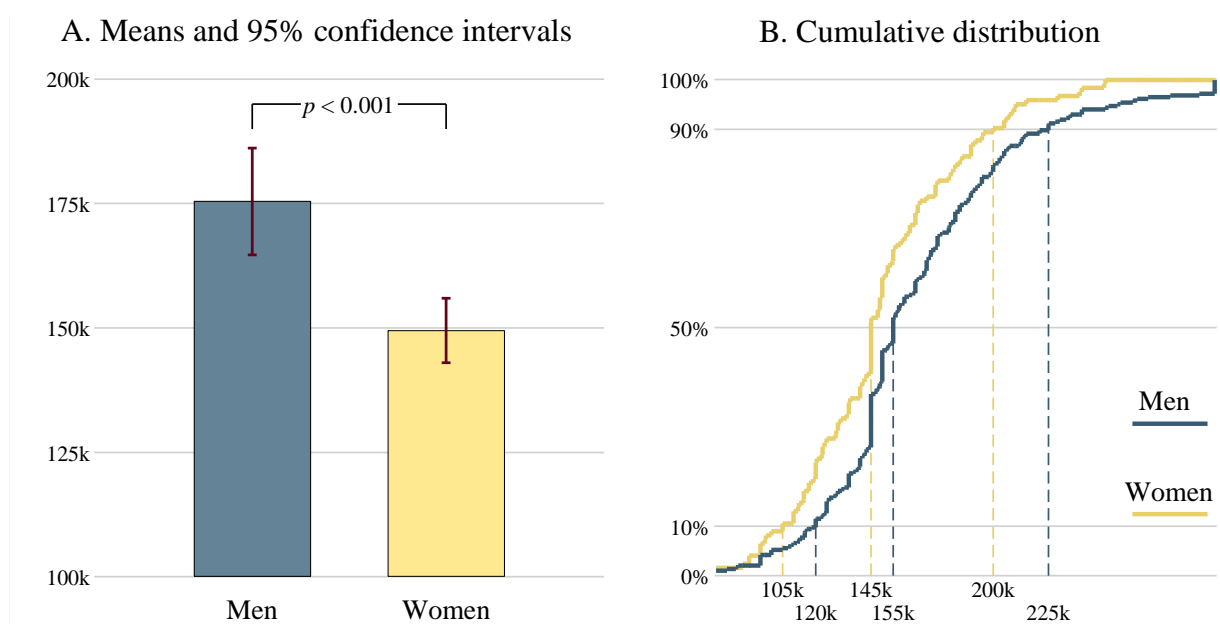 A. Means and 95% confidence intervals
200k
p < 0.001
175k
150k
125k
100k
Men
Women
B. Cumulative distribution
100%
90%
50%
10%
0%
Men
Women
105k
145k
200k
120k
155k
225k